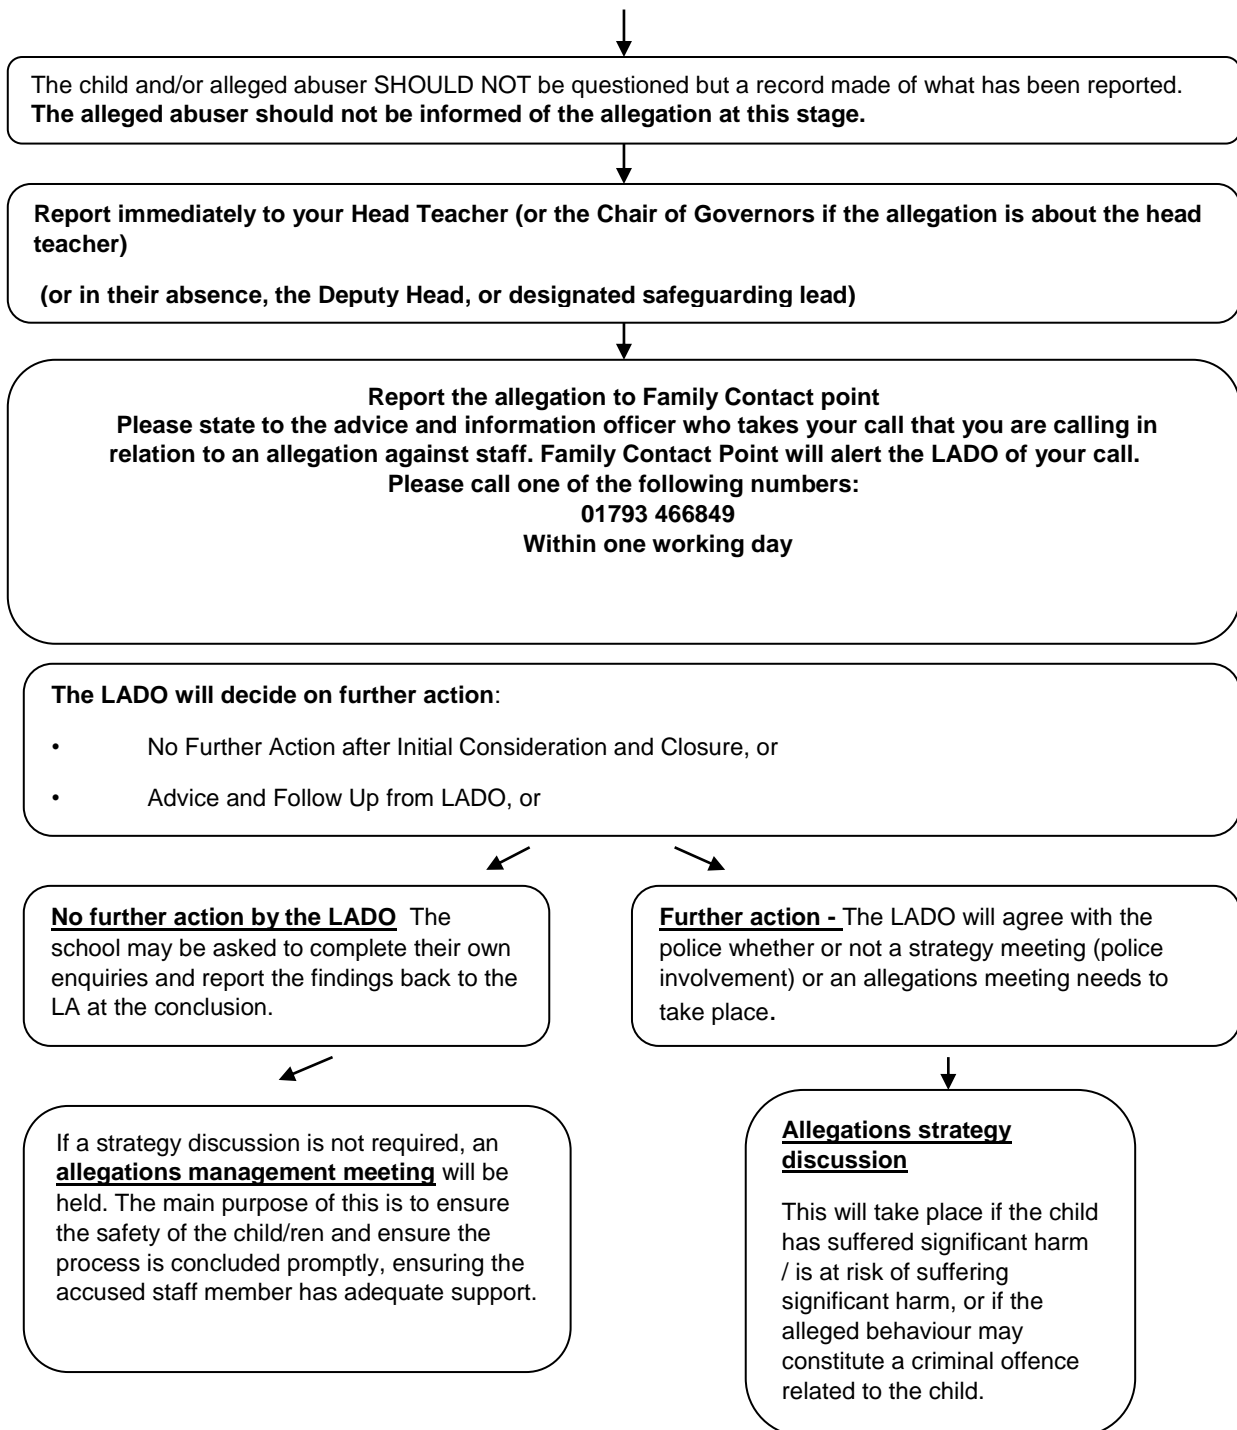 The child and/or alleged abuser SHOULD NOT be questioned but a record made of what has been reported.
The alleged abuser should not be informed of the allegation at this stage.
Report immediately to your Head Teacher (or the Chair of Governors if the allegation is about the head
teacher)
(or in their absence, the Deputy Head, or designated safeguarding lead)
Report the allegation to Family Contact point
Please state to the advice and information officer who takes your call that you are calling in
relation to an allegation against staff. Family Contact Point will alert the LADO of your call.
Please call one of the following numbers:
01793 466849
Within one working day
The LADO will decide on further action:
• No Further Action after Initial Consideration and Closure, or
• Advice and Follow Up from LADO, or
No further action by the LADO The
school may be asked to complete their own
enquiries and report the findings back to the
LA at the conclusion.
Further action - The LADO will agree with the
police whether or not a strategy meeting (police
involvement) or an allegations meeting needs to
take place.
If a strategy discussion is not required, an
allegations management meeting will be
held. The main purpose of this is to ensure
the safety of the child/ren and ensure the
process is concluded promptly, ensuring the
accused staff member has adequate support.
Allegations strategy
discussion
This will take place if the child
has suffered significant harm
/ is at risk of suffering
significant harm, or if the
alleged behaviour may
constitute a criminal offence
related to the child.